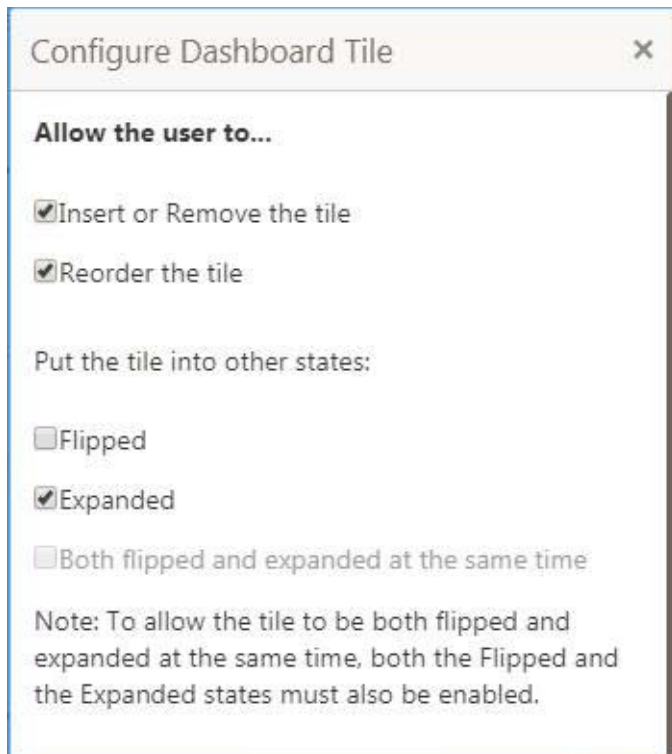 Configure Dashboard Tile
Allow the user to...
Insert or Remove the tile
Reorder the tile
Put the tile into other states:
Flipped
Expanded
Both flipped and expanded at the same time
Note: To allow the tile to be both flipped and
expanded at the same time, both the Flipped and
the Expanded states must also be enabled.